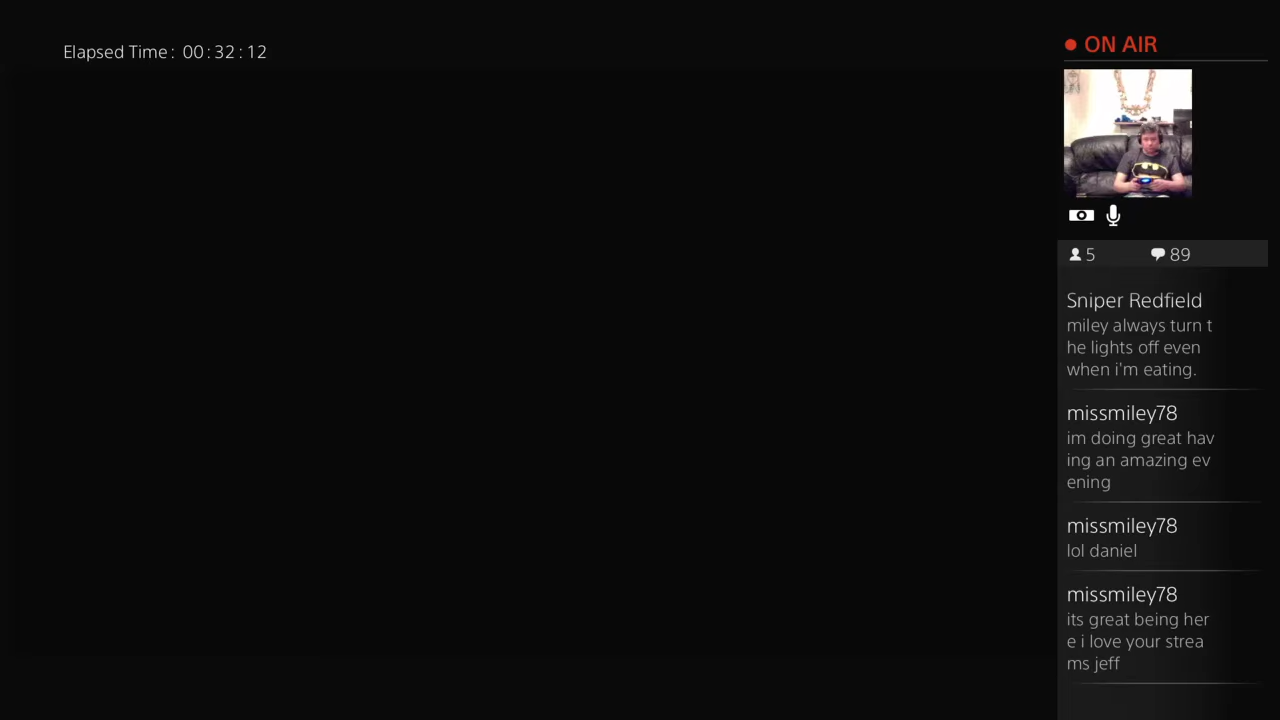 Elapsed Time: 00:32:12
ON AIR
5 89
Sniper Redfield
miley always turn t
he lights off even
when i'm eating.
missmiley78
im doing great hav
ing an amazing ev
ening
missmiley78
lol daniel
missmiley78
its great being her
e i love your strea
ms jeff